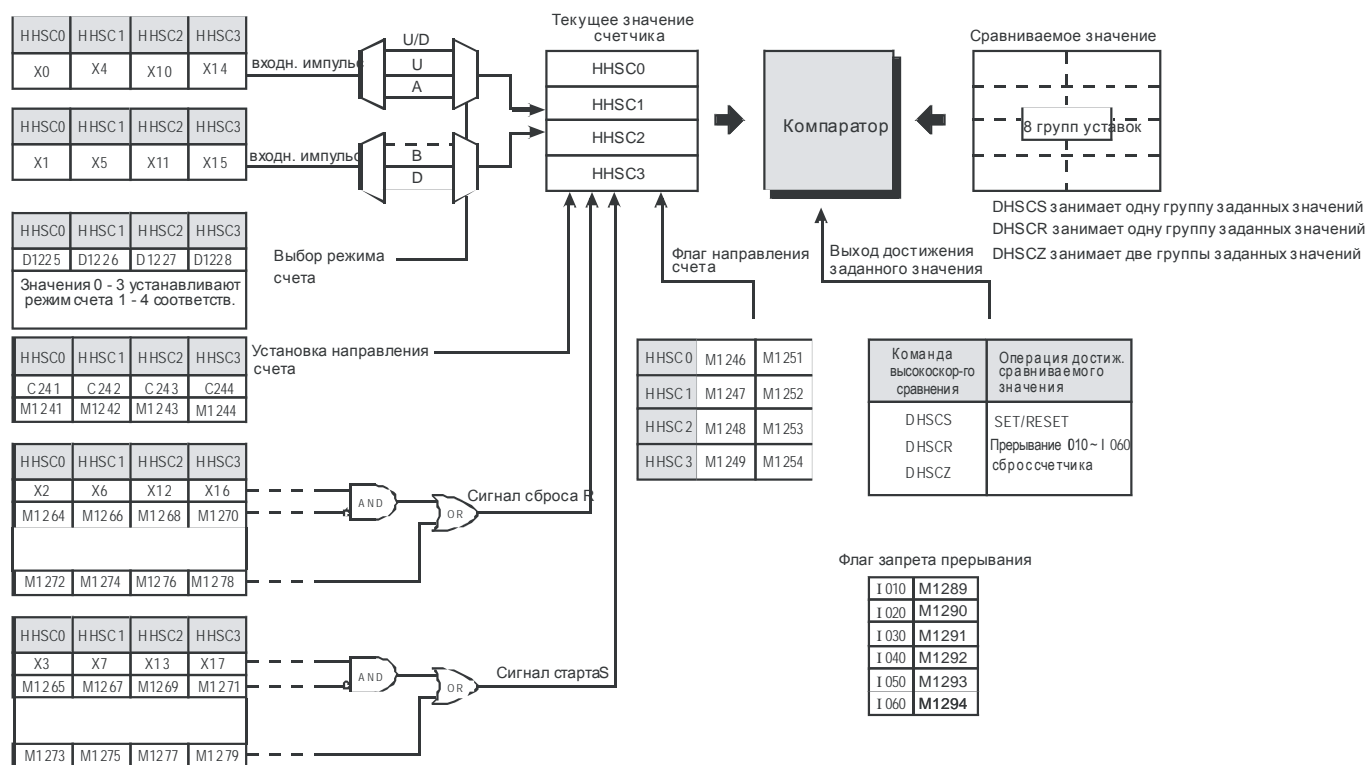 HHSC0 HHSC1 HHSC2 HHSC3
X0 X4 X10 X14
входн. импульс
U/D
U
A
HHSC0 HHSC1 HHSC2 HHSC3
X1 X5 X11 X15
входн. импульс
B
D
HHSC0 HHSC1 HHSC2 HHSC3
D1225 D1226 D1227 D1228
Значения 0 - 3 устанавливают
режим счета 1 - 4 соответств.
Выбор режима
счета
HHSC0 HHSC1 HHSC2 HHSC3
C241 C242 C243 C244
M1241 M1242 M1243 M1244
Установка направления
счета
HHSC0 HHSC1 HHSC2 HHSC3
X2 X6 X12 X16
M1264 M1266 M1268 M1270
M1272 M1274 M1276 M1278
AND
OR
Сигнал сброса R
HHSC0 HHSC1 HHSC2 HHSC3
X3 X7 X13 X17
M1265 M1267 M1269 M1271
M1273 M1275 M1277 M1279
AND
OR
Сигнал стартаS
Текущее значение
счетчика
HHSC0
HHSC1
HHSC2
HHSC3
Компаратор
Сравниваемое значение
8 групп уставок
DHSCS занимает одну группу заданных значений
DHSCR занимает одну группу заданных значений
DHSCZ занимает две группы заданных значений
Флаг направления
счета
Выход достижения
заданного значения
HHSC0 M1246 M1251
HHSC1 M1247 M1252
HHSC2 M1248 M1253
HHSC3 M1249 M1254
Команда
высокоскор-го
сравнения
Операция достиж.
сравниваемого
значения
DHSCS
DHSCR
DHSCZ
SET/RESET
Прерывание 010~I 060
сброс счетчика
Флаг запрета прерывания
I 010 M1289
I 020 M1290
I 030 M1291
I 040 M1292
I 050 M1293
I 060 M1294